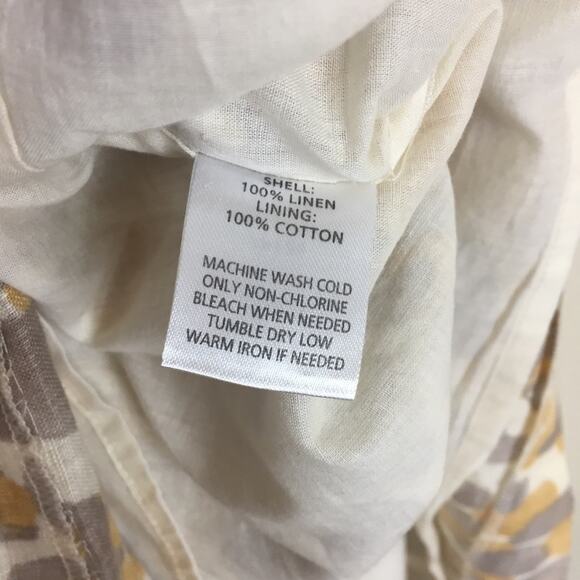 SHELL:
100% LINEN
LINING:
100% COTTON
MACHINE WASH COLD
ONLY NON-CHLORINE
BLEACH WHEN NEEDED
TUMBLE DRY LOW
WARM IRON IF NEEDED